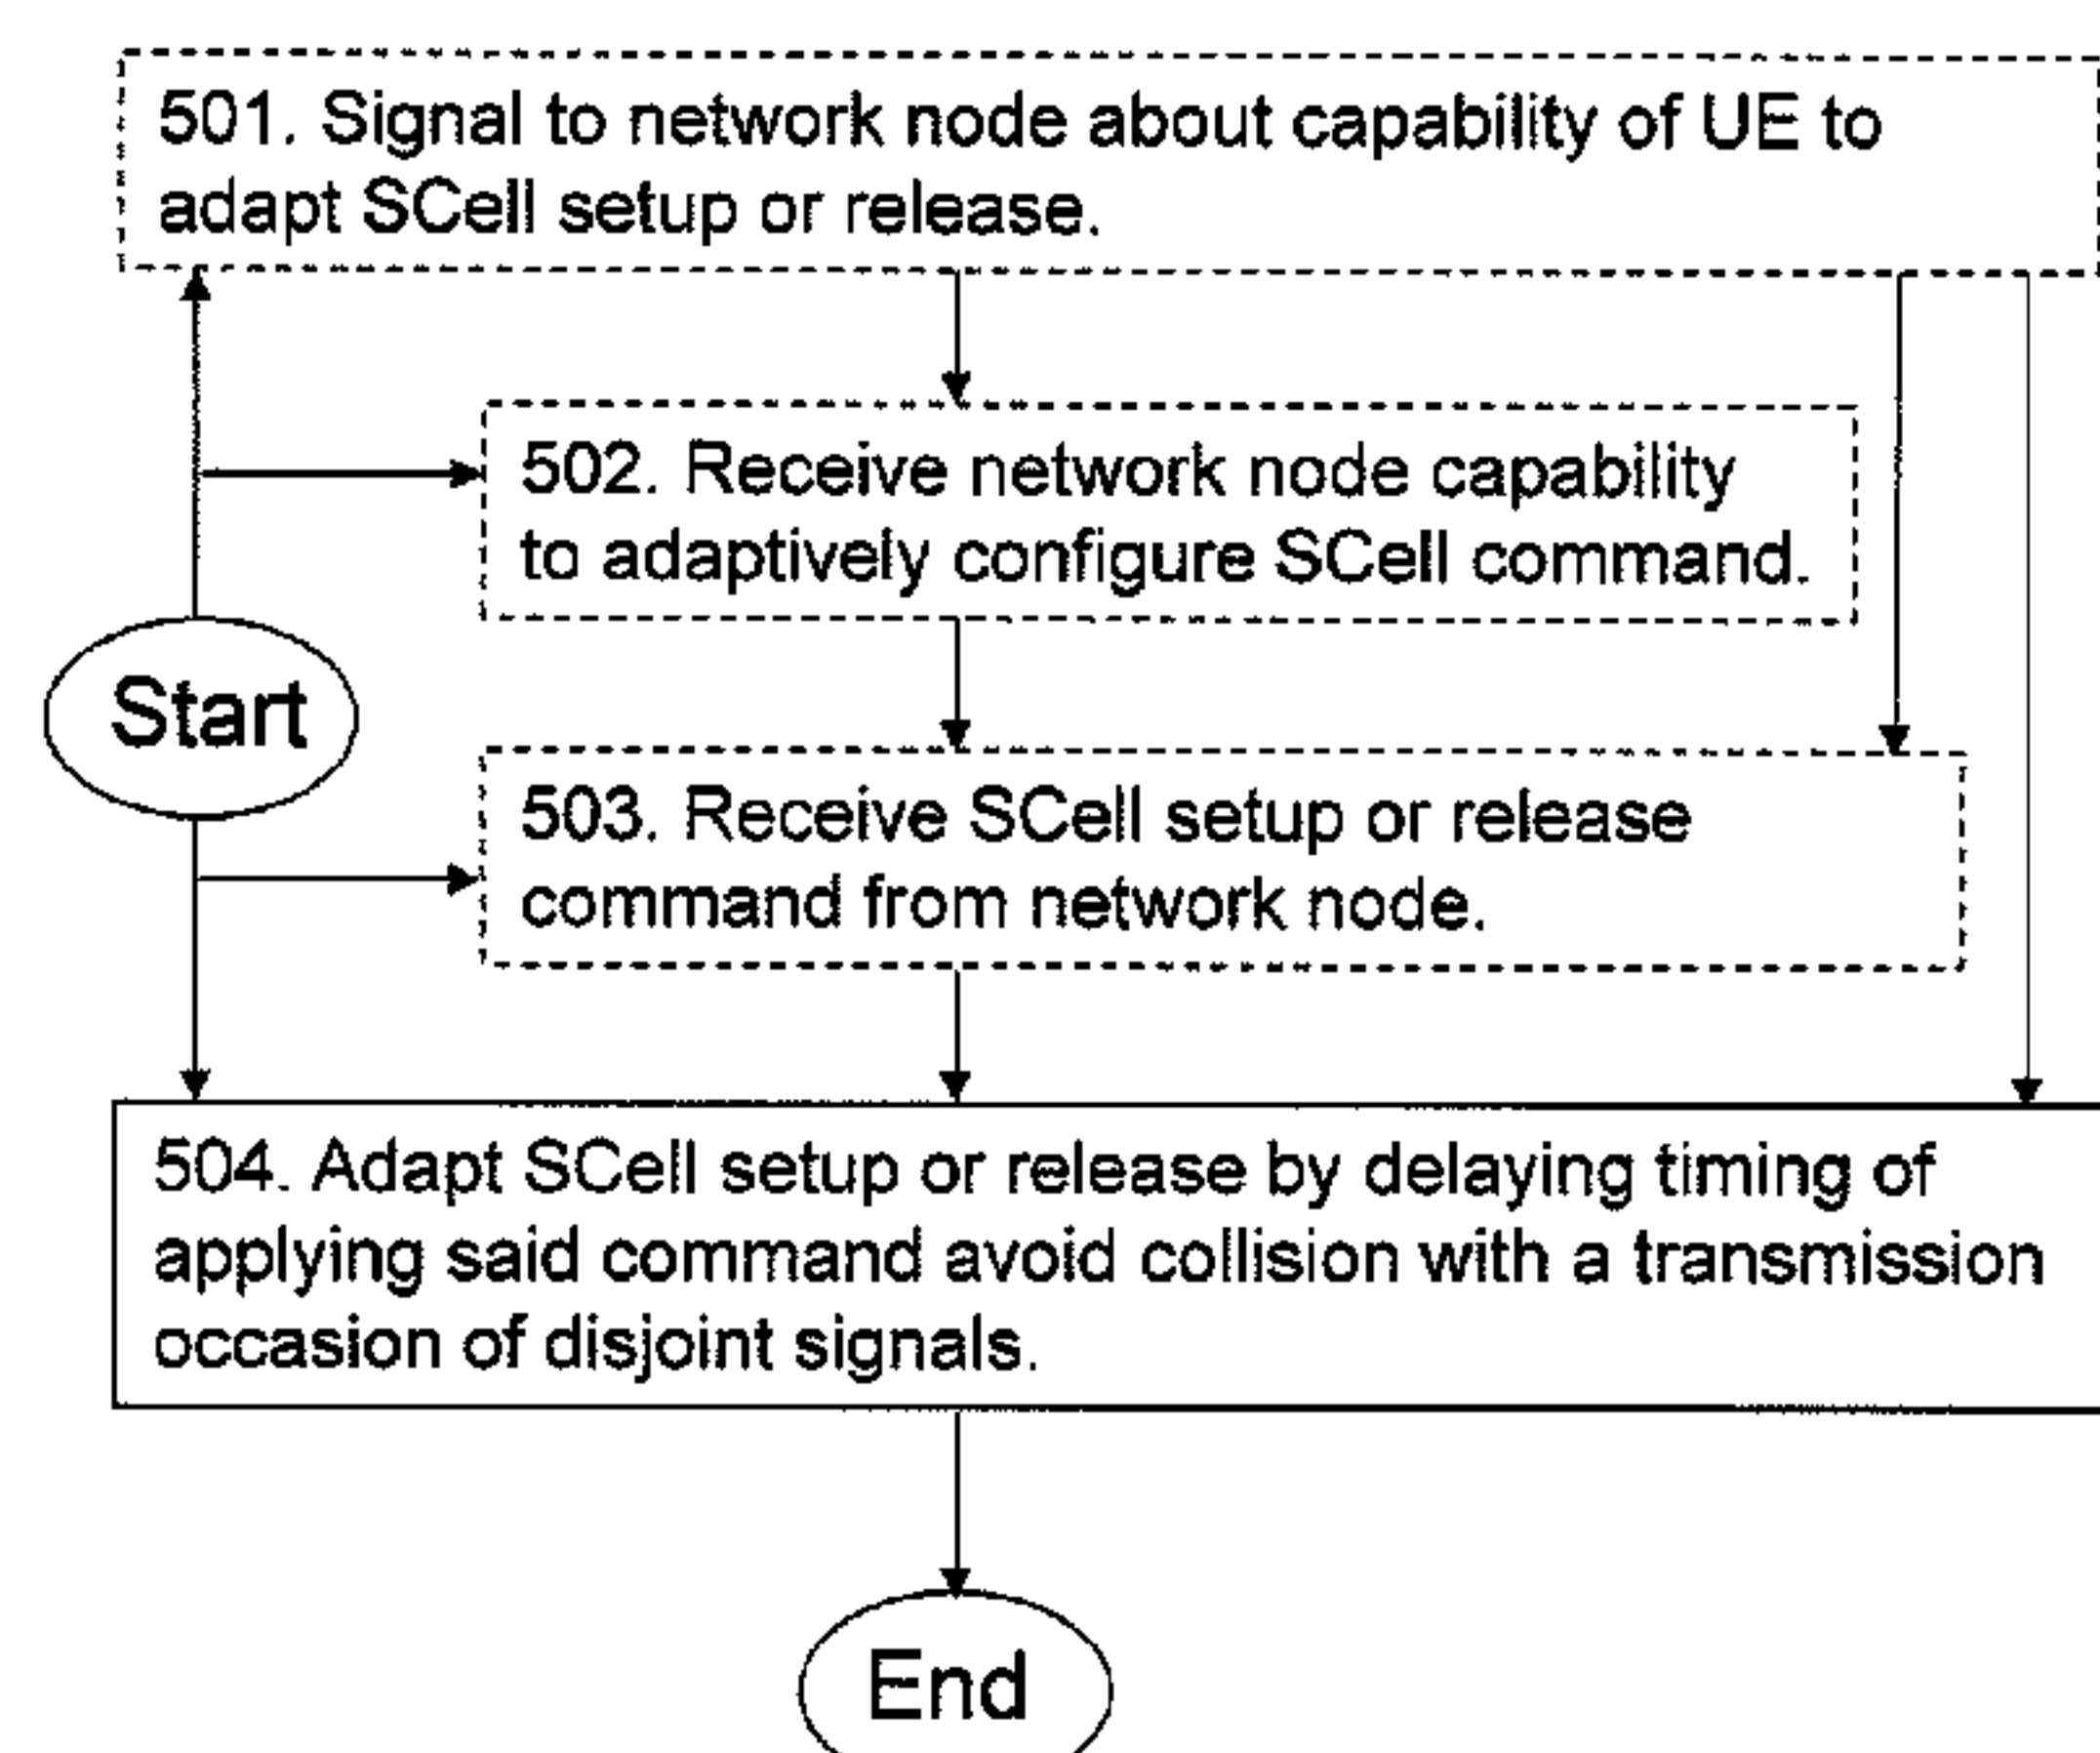 501. Signal to network node about capability of UE to
adapt SCell setup or release.
502. Receive network node capability
to adaptively configure SCell command.
Start
503. Receive SCell setup or release
command from network node.
504. Adapt SCell setup or release by delaying timing of
applying said command avoid collision with a transmission
occasion of disjoint signals.
End